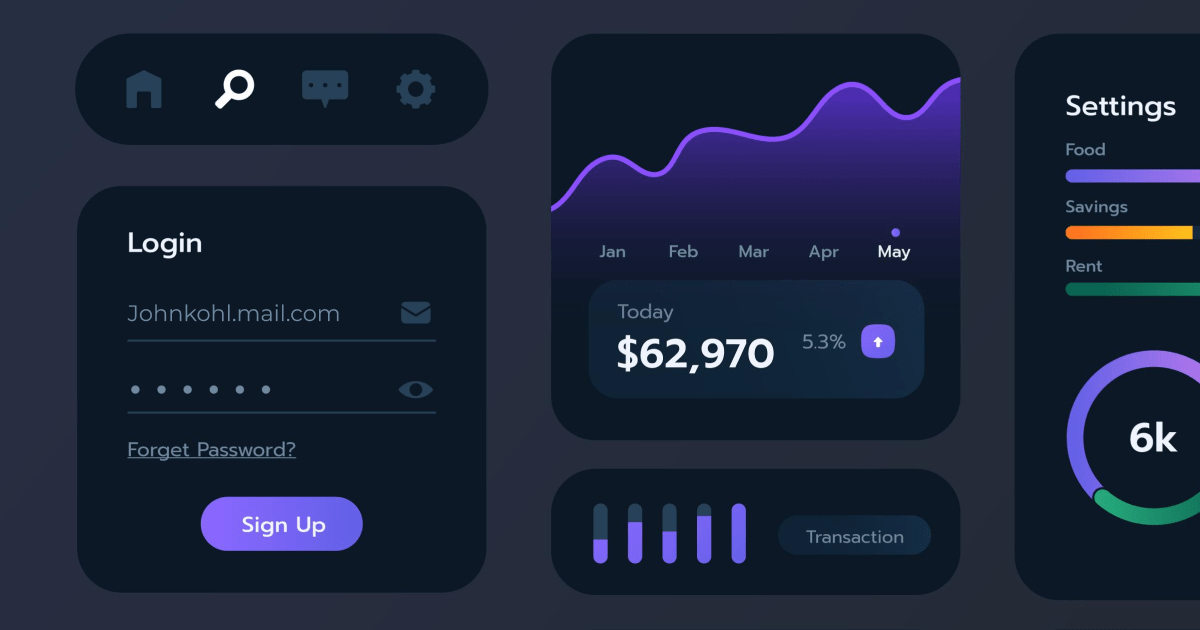 Login
Johnkohl.mail.com
Forget Password?
Sign Up
Jan Feb Mar Apr May
Today
$62,970
5.3%
Transaction
Settings
Food
Savings
Rent
6k